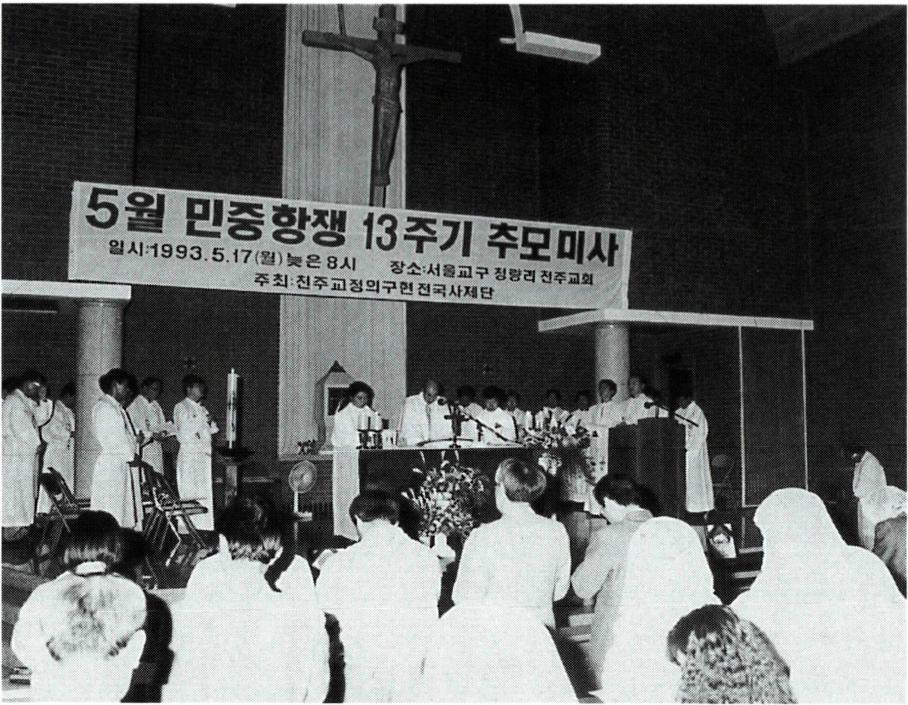 5월 민중항쟁 13주기 추모미사
일시:1993.5.17(월) 늦은 8시 장소:서울교구 청량리 천주교회
주최:천주교정의구현 전국사제단